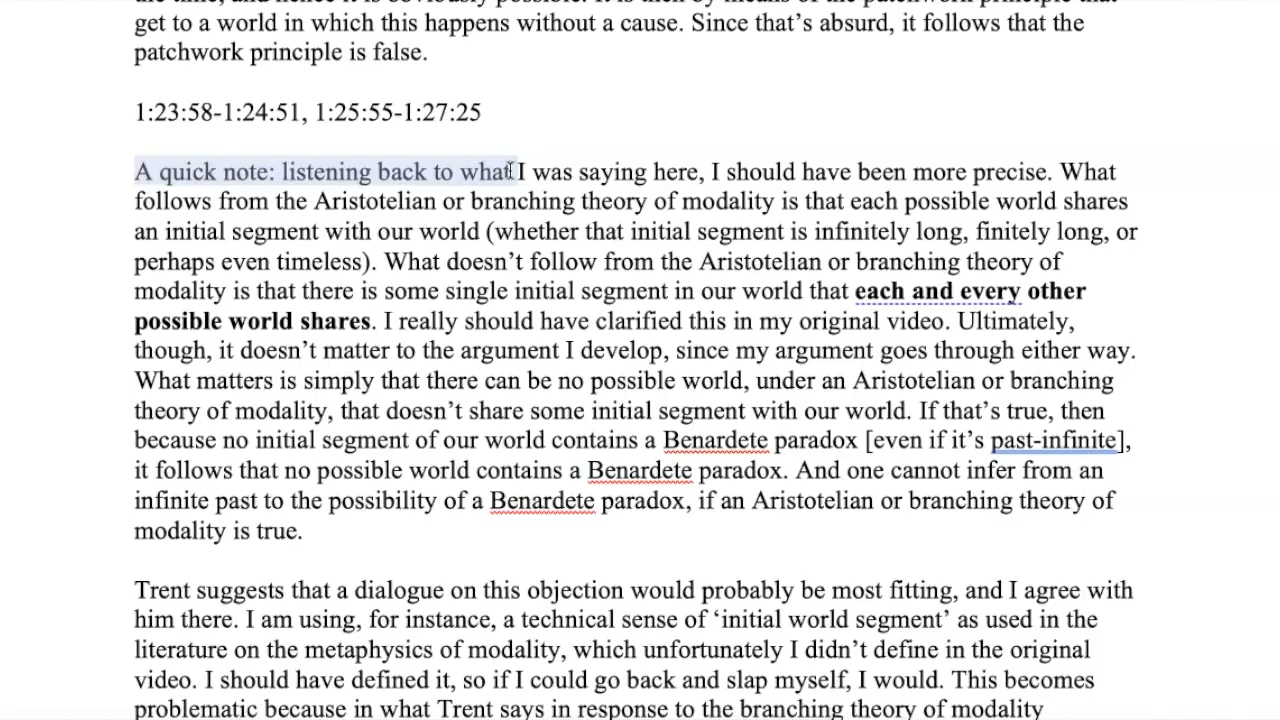 get to a world in which this happens without a cause. Since that's absurd, it follows that the
patchwork principle is false.
1:23:58-1:24:51, 1:25:55-1:27:25
A quick note: listening back to what I was saying here, I should have been more precise. What
follows from the Aristotelian or branching theory of modality is that each possible world shares
an initial segment with our world (whether that initial segment is infinitely long, finitely long, or
perhaps even timeless). What doesn't follow from the Aristotelian or branching theory of
modality is that there is some single initial segment in our world that each and every other
possible world shares. I really should have clarified this in my original video. Ultimately,
though, it doesn't matter to the argument I develop, since my argument goes through either way.
What matters is simply that there can be no possible world, under an Aristotelian or branching
theory of modality, that doesn't share some initial segment with our world. If that's true, then
because no initial segment of our world contains a Benardete paradox [even if it's past-infinite],
it follows that no possible world contains a Benardete paradox. And one cannot infer from an
infinite past to the possibility of a Benardete paradox, if an Aristotelian or branching theory of
modality is true.
Trent suggests that a dialogue on this objection would probably be most fitting, and I agree with
him there. I am using, for instance, a technical sense of ‘initial world segment’ as used in the
literature on the metaphysics of modality, which unfortunately I didn't define in the original
video. I should have defined it, so if I could go back and slap myself, I would. This becomes
problematic because in what Trent says in response to the branching theory of modality